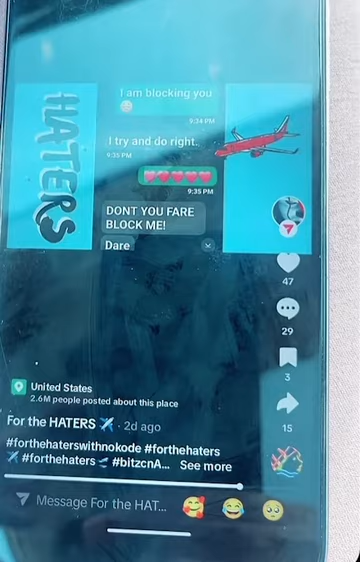 HATERS
I am blocking you
9:34 PM
I try and do right.
9:35 PM
9:35 PM
DONT YOU FARE
BLOCK ME!
Dare
47
29
3
15
United States
2.6M people posted about this place
For the HATERS ✈️ · 2d ago
#forthehaterswithnokode #forthehaters
#forthehaters #bitzcnA... See more
Message For the HAT...